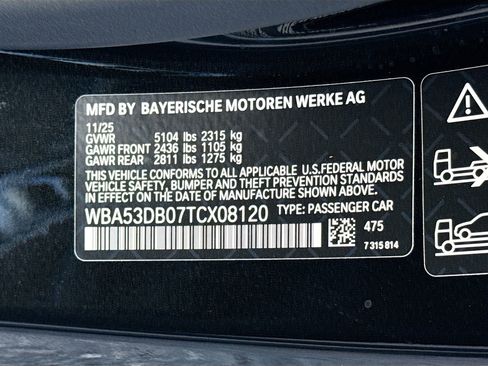 MFD BY BAYERISCHE MOTOREN WERKE AG
11/25
GVWR 5104 lbs 2315 kg
GAWR FRONT 2436 lbs 1105 kg
GAWR REAR 2811 lbs 1275 kg
THIS VEHICLE CONFORMS TO ALL APPLICABLE U.S.FEDERAL MOTOR
VEHICLE SAFETY, BUMPER AND THEFT PREVENTION STANDARDS
IN EFFECT ON THE DATE OF MANUFACTURE SHOWN ABOVE.
WBA53DB07TCX08120 TYPE: PASSENGER CAR
475
7 315 814